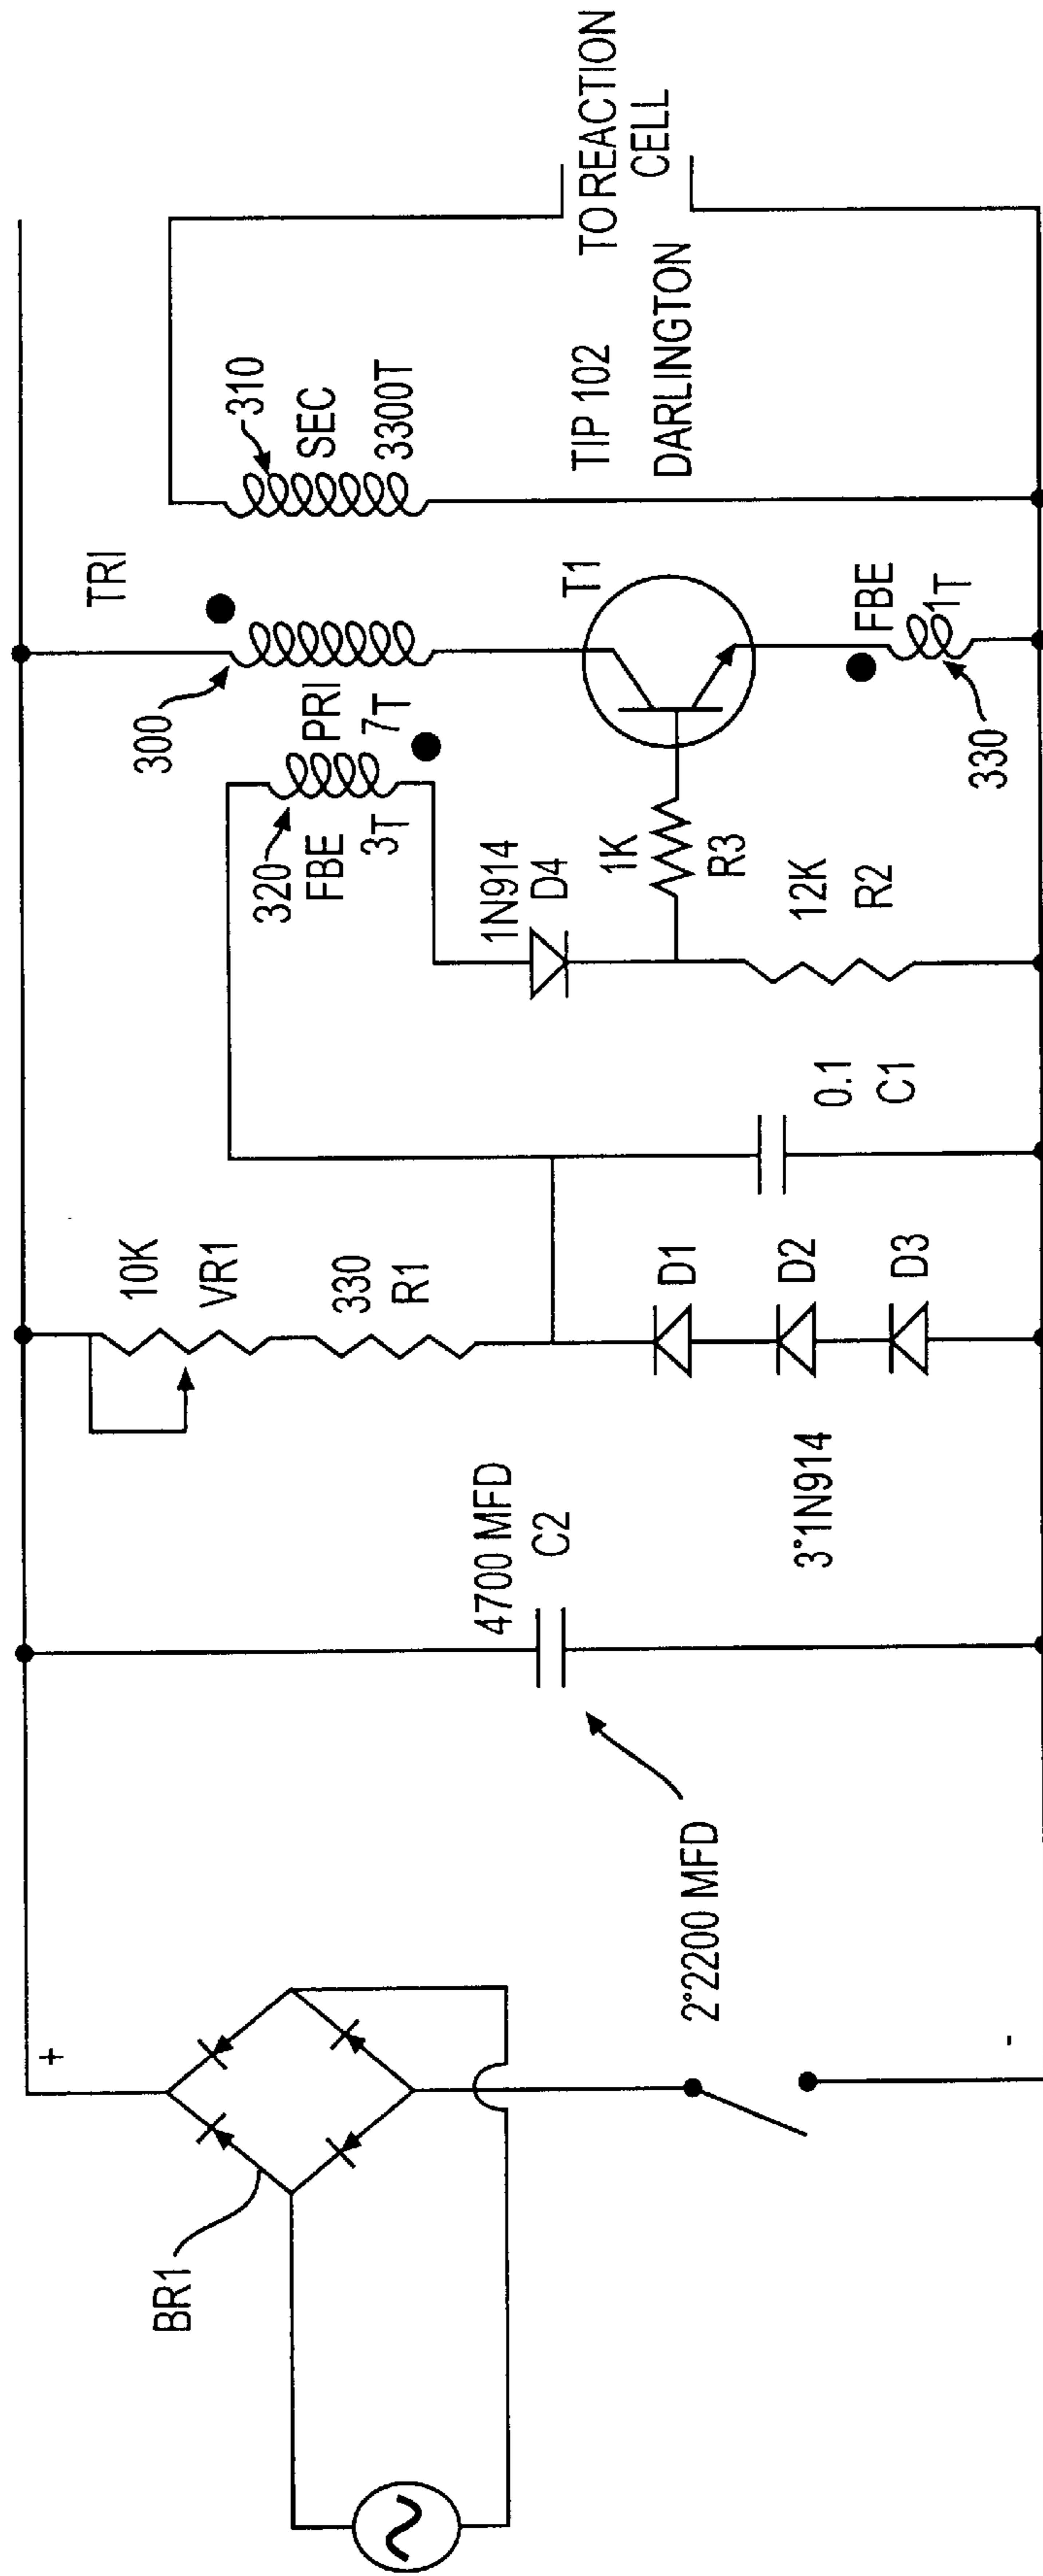 BR1
+
-
2°2200 MFD
4700 MFD
C2
10K
VR1
330
R1
3°1N914
D1
D2
D3
0.1
C1
320
FBE
3T
1N914
D4
1K
R3
12K
R2
300
PRI
7T
TRI
T1
FBE
1T
330
310
SEC
3300T
TIP 102
DARLINGTON
TO REACTION
CELL